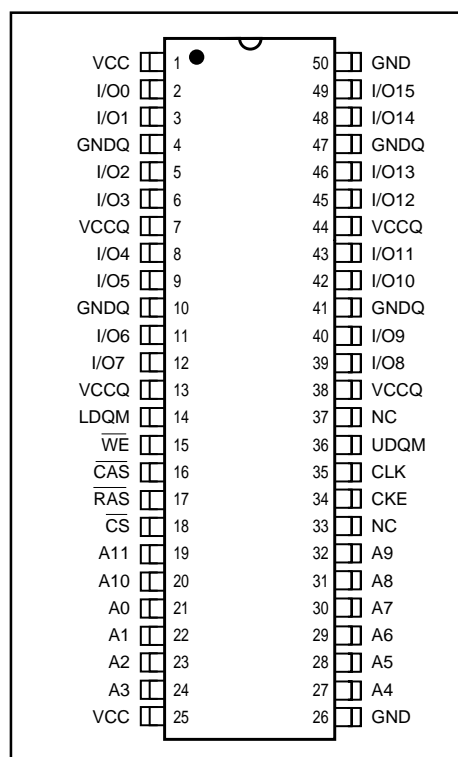 VCC 1 50 GND
I/O0 2 49 I/O15
I/O1 3 48 I/O14
GNDQ 4 47 GNDQ
I/O2 5 46 I/O13
I/O3 6 45 I/O12
VCCQ 7 44 VCCQ
I/O4 8 43 I/O11
I/O5 9 42 I/O10
GNDQ 10 41 GNDQ
I/O6 11 40 I/O9
I/O7 12 39 I/O8
VCCQ 13 38 VCCQ
LDQM 14 37 NC
W̅E̅ 15 36 UDQM
C̅A̅S̅ 16 35 CLK
R̅A̅S̅ 17 34 CKE
C̅S̅ 18 33 NC
A11 19 32 A9
A10 20 31 A8
A0 21 30 A7
A1 22 29 A6
A2 23 28 A5
A3 24 27 A4
VCC 25 26 GND